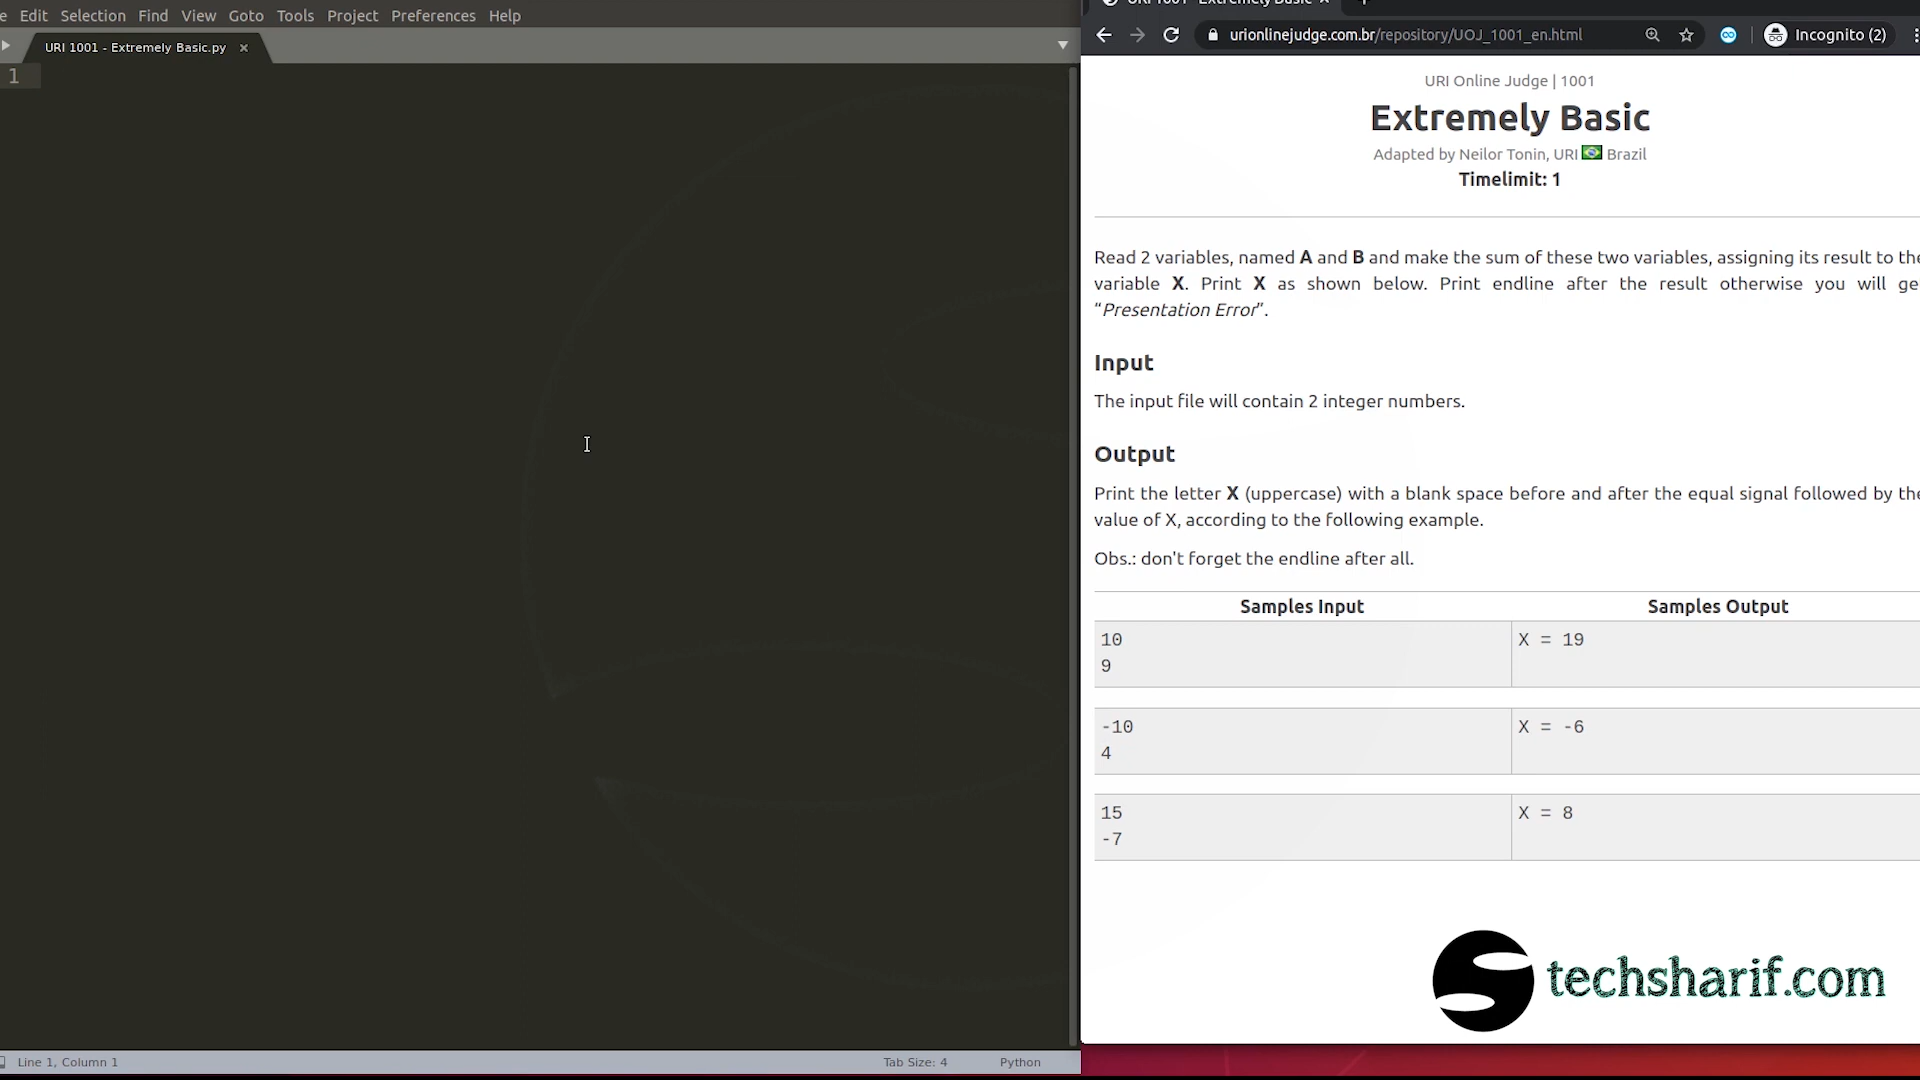 Edit Selection Find View Goto Tools Project Preferences Help
URI 1001 - Extremely Basic.py
1
Line 1, Column 1
Tab Size: 4
Python
urionlinejudge.com.br/repository/UOJ_1001_en.html
Incognito (2)
URI Online Judge | 1001
Extremely Basic
Adapted by Neilor Tonin, URI Brazil
Timelimit: 1
Read 2 variables, named A and B and make the sum of these two variables, assigning its result to the
variable X. Print X as shown below. Print endline after the result otherwise you will ge
“Presentation Error”.
Input
The input file will contain 2 integer numbers.
Output
Print the letter X (uppercase) with a blank space before and after the equal signal followed by the
value of X, according to the following example.
Obs.: don't forget the endline after all.
Samples Input
Samples Output
10
9
X = 19
-10
4
X = -6
15
-7
X = 8
techsharif.com